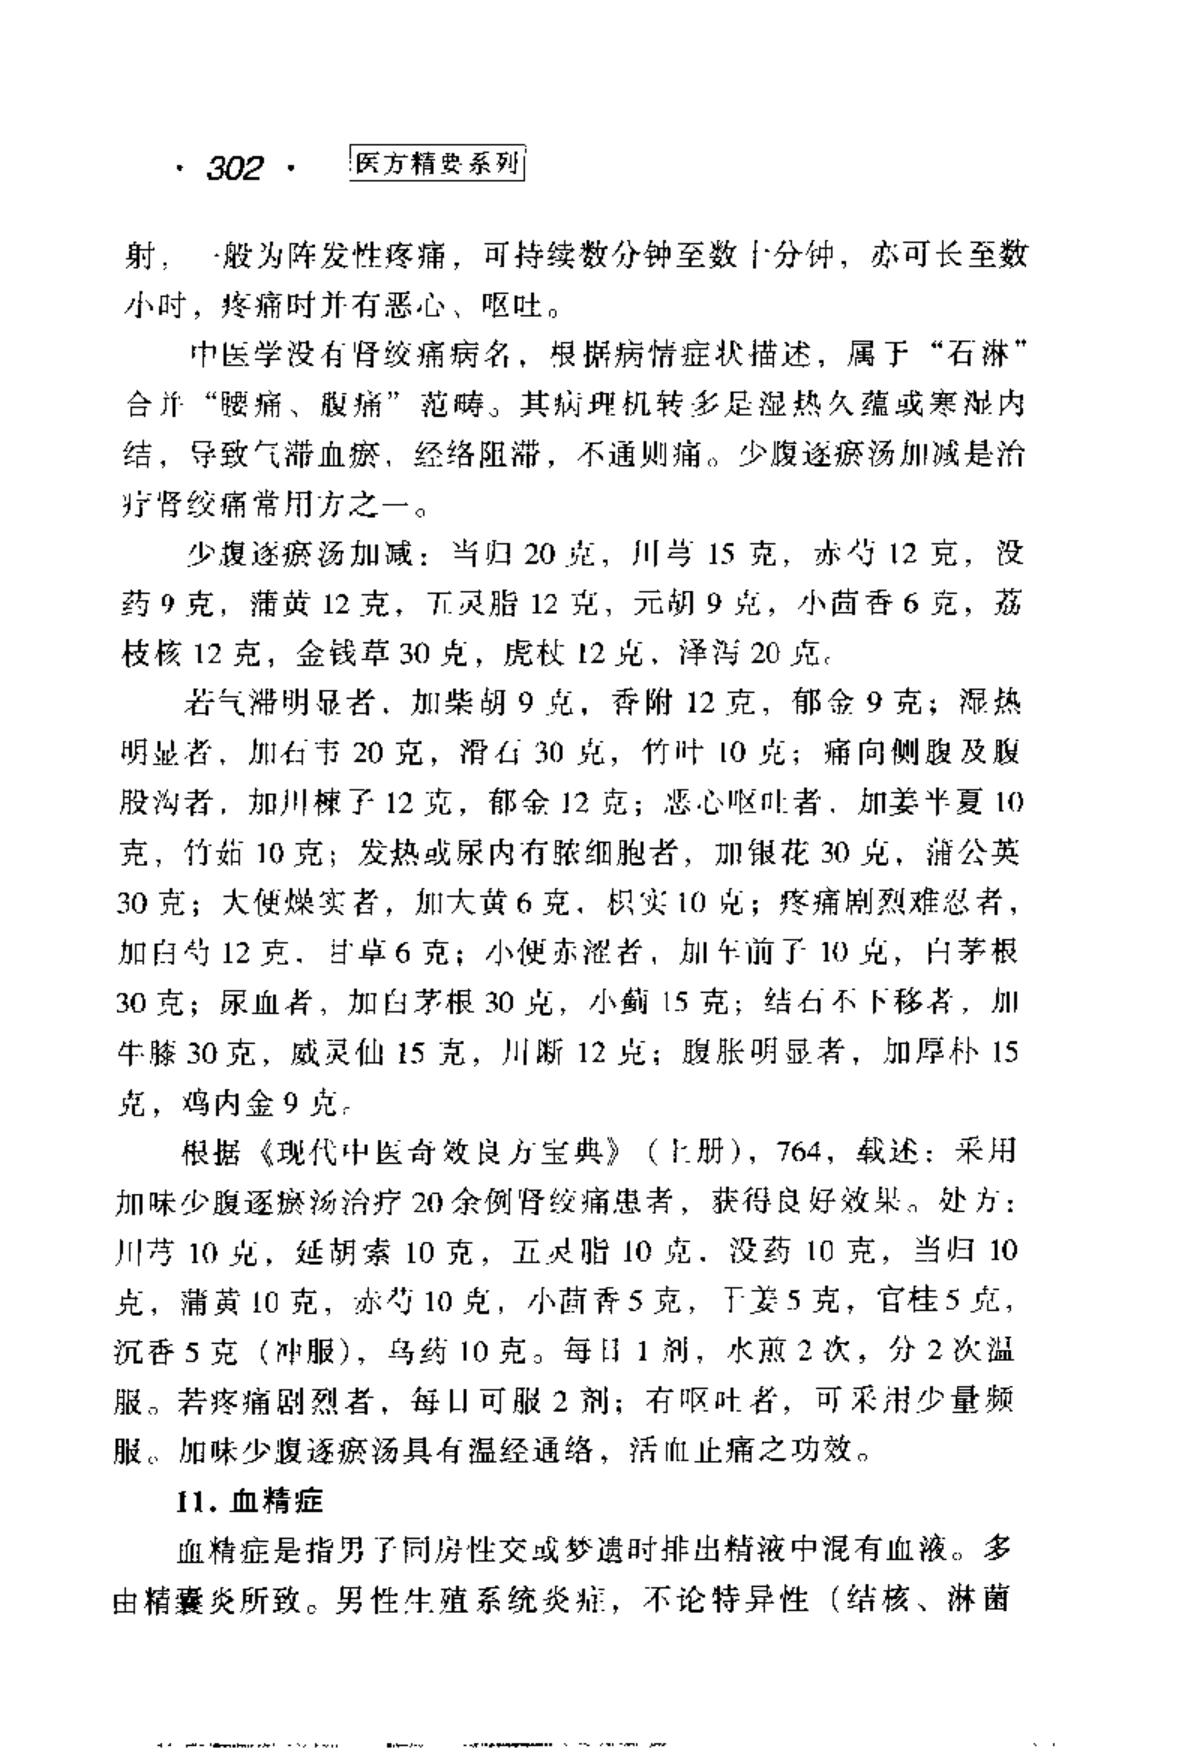 · 302 · 医方精要系列
射，一般为阵发性疼痛，可持续数分钟至数十分钟，亦可长至数
小时，疼痛时并有恶心、呕吐。
中医学没有肾绞痛病名，根据病情症状描述，属于“石淋”
合并“腰痛、腹痛”范畴。其病理机转多是湿热久蕴或寒湿内
结，导致气滞血瘀，经络阻滞，不通则痛。少腹逐瘀汤加减是治
疗肾绞痛常用方之一。
少腹逐瘀汤加减：当归 20 克，川芎 15 克，赤芍 12 克，没
药 9 克，蒲黄 12 克，五灵脂 12 克，元胡 9 克，小茴香 6 克，荔
枝核 12 克，金钱草 30 克，虎杖 12 克，泽泻 20 克。
若气滞明显者，加柴胡 9 克，香附 12 克，郁金 9 克；湿热
明显者，加石韦 20 克，滑石 30 克，竹叶 10 克；痛向侧腹及腹
股沟者，加川楝子 12 克，郁金 12 克；恶心呕吐者，加姜半夏 10
克，竹茹 10 克；发热或尿内有脓细胞者，加银花 30 克，蒲公英
30 克；大便燥实者，加大黄 6 克，枳实 10 克；疼痛剧烈难忍者，
加白芍 12 克，甘草 6 克；小便赤涩者，加车前子 10 克，白茅根
30 克；尿血者，加白茅根 30 克，小蓟 15 克；结石不下移者，加
牛膝 30 克，威灵仙 15 克，川断 12 克；腹胀明显者，加厚朴 15
克，鸡内金 9 克。
根据《现代中医奇效良方宝典》（上册），764，载述：采用
加味少腹逐瘀汤治疗 20 余例肾绞痛患者，获得良好效果。处方：
川芎 10 克，延胡索 10 克，五灵脂 10 克，没药 10 克，当归 10
克，蒲黄 10 克，赤芍 10 克，小茴香 5 克，干姜 5 克，官桂 5 克，
沉香 5 克（冲服），乌药 10 克。每日 1 剂，水煎 2 次，分 2 次温
服。若疼痛剧烈者，每日可服 2 剂；有呕吐者，可采用少量频
服。加味少腹逐瘀汤具有温经通络，活血止痛之功效。
11. 血精症
血精症是指男子同房性交或梦遗时排出精液中混有血液。多
由精囊炎所致。男性生殖系统炎症，不论特异性（结核、淋菌